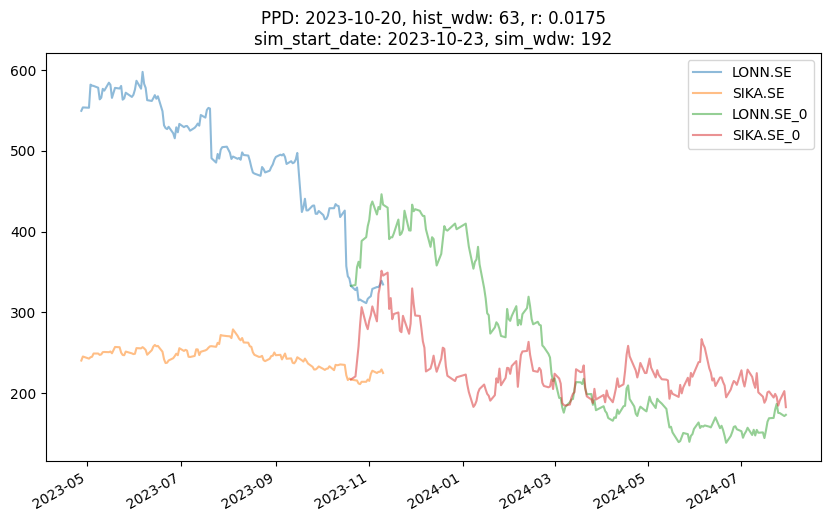 PPD: 2023-10-20, hist_wdw: 63, r: 0.0175
sim_start_date: 2023-10-23, sim_wdw: 192
LONN.SE
SIKA.SE
LONN.SE_0
SIKA.SE_0
600
500
400
300
200
2023-05
2023-07
2023-09
2023-11
2024-01
2024-03
2024-05
2024-07